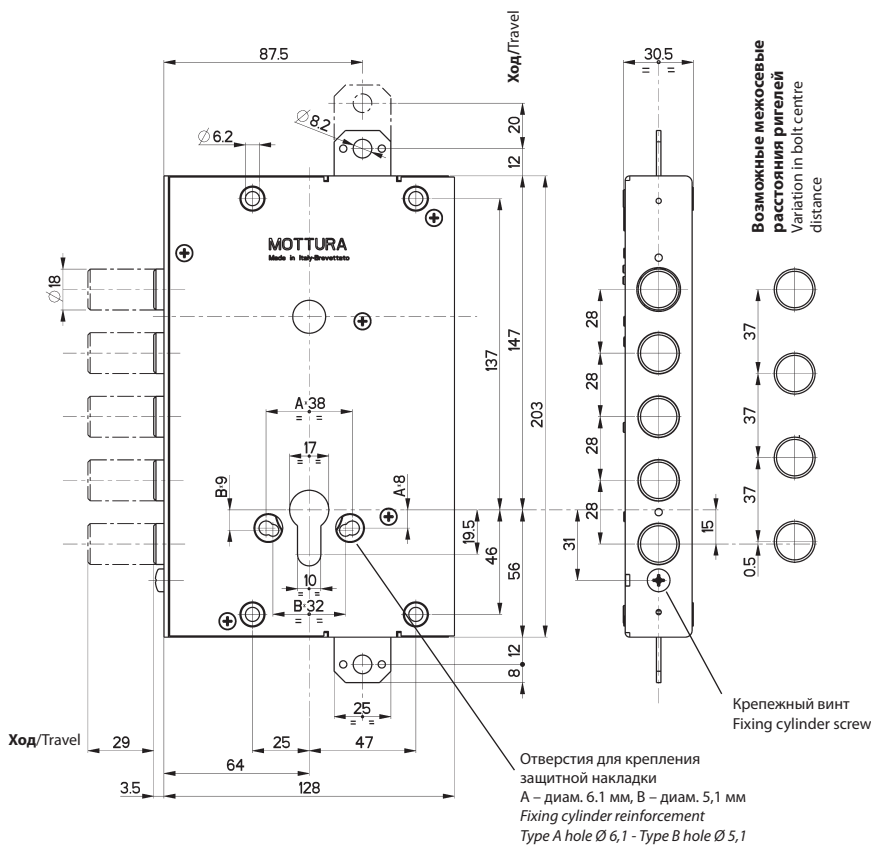 87.5
Ход/Travel
30.5
= =
Возможные межосевые
расстояния ригелей
Variation in bolt centre
distance
20
12
Ø 8.2
Ø 6.2
MOTTURA
Made in Italy-Brevettato
Ø 18
28
28
28
28
37
37
37
0.5
147
137
203
A=38
= =
17
= =
B=9
A=8
19.5
46
56
31
15
10
= =
B=32
= =
12
8
25
= =
Крепежный винт
Fixing cylinder screw
Ход/Travel
29
25
47
64
3.5
128
Отверстия для крепления
защитной накладки
А – диам. 6.1 мм, В – диам. 5,1 мм
Fixing cylinder reinforcement
Type A hole Ø 6,1 - Type B hole Ø 5,1